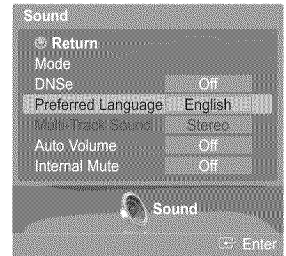 Sound
Return
Mode
DNSe Off
Preferred Language English
Multi-Track Sound Stereo
Auto Volume Off
Internal Mute Off
Sound
Enter